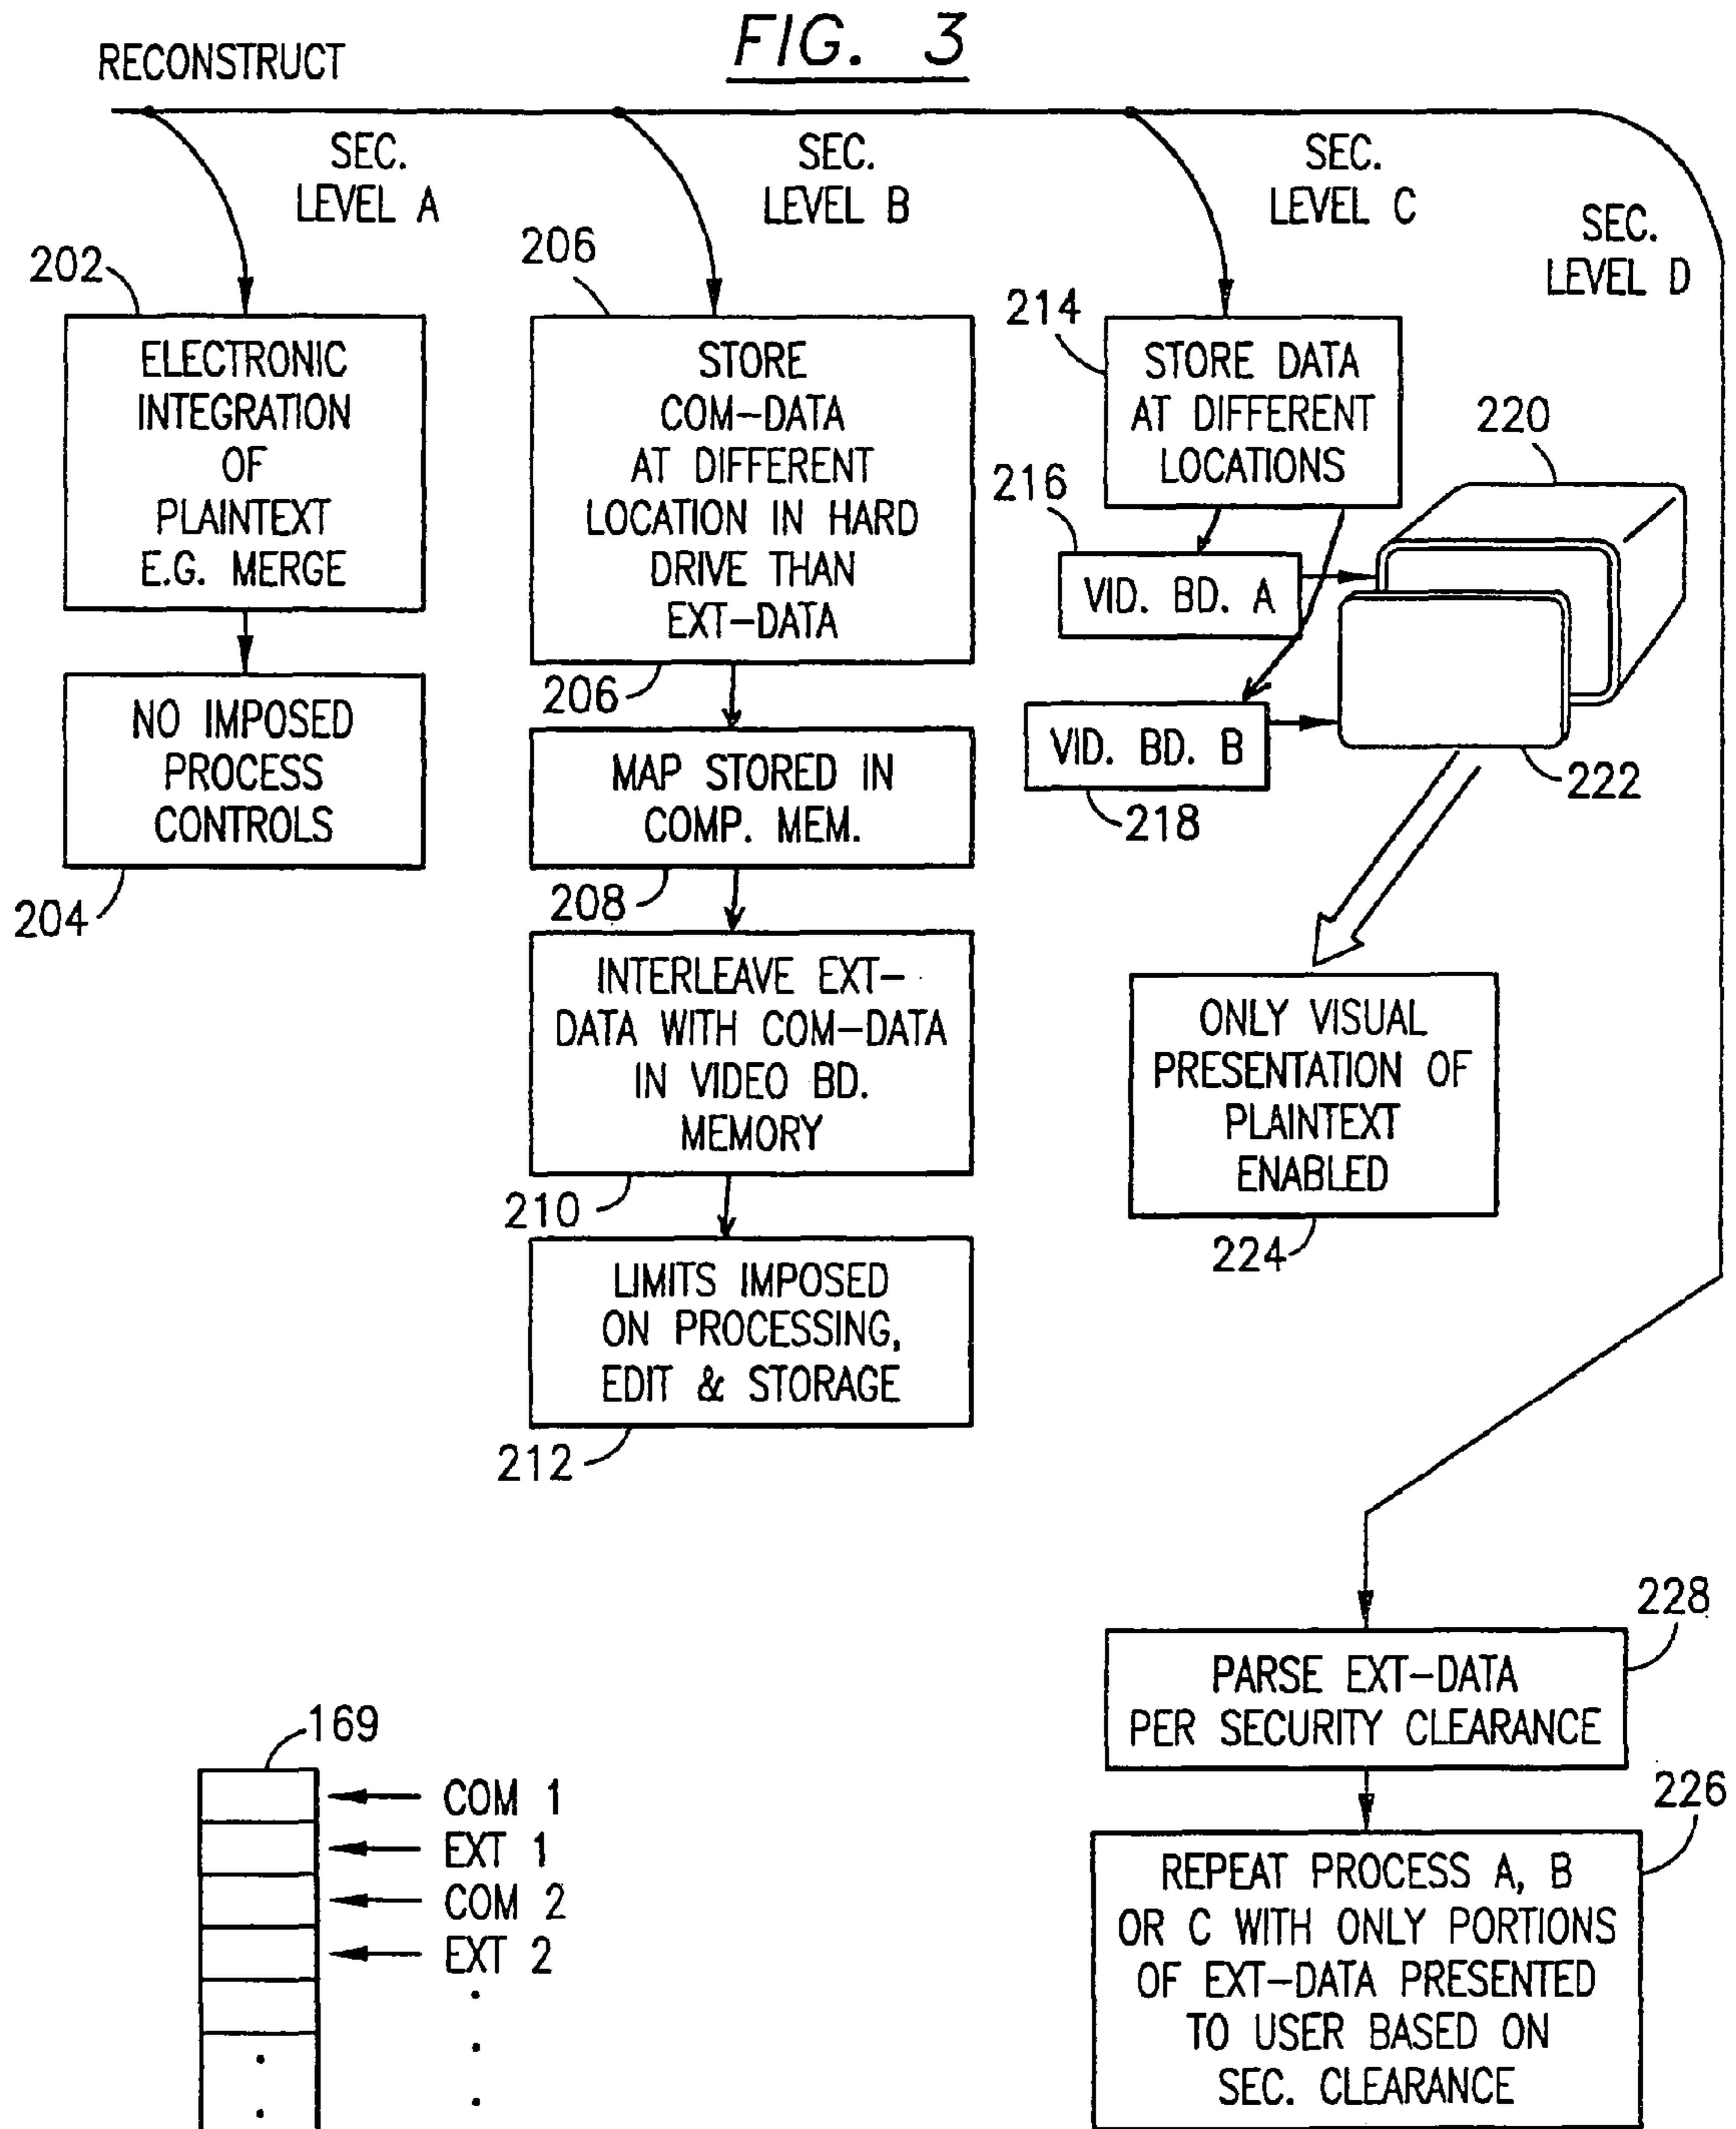 FIG. 3
RECONSTRUCT
SEC.
LEVEL A
SEC.
LEVEL B
SEC.
LEVEL C
SEC.
LEVEL D
202
ELECTRONIC
INTEGRATION
OF
PLAINTEXT
E.G. MERGE
NO IMPOSED
PROCESS
CONTROLS
204
206
STORE
COM-DATA
AT DIFFERENT
LOCATION IN HARD
DRIVE THAN
EXT-DATA
206
MAP STORED IN
COMP. MEM.
208
INTERLEAVE EXT-
DATA WITH COM-DATA
IN VIDEO BD.
MEMORY
210
LIMITS IMPOSED
ON PROCESSING,
EDIT & STORAGE
212
214
STORE DATA
AT DIFFERENT
LOCATIONS
216
VID. BD. A
220
VID. BD. B
218
222
ONLY VISUAL
PRESENTATION OF
PLAINTEXT
ENABLED
224
228
PARSE EXT-DATA
PER SECURITY CLEARANCE
226
REPEAT PROCESS A, B
OR C WITH ONLY PORTIONS
OF EXT-DATA PRESENTED
TO USER BASED ON
SEC. CLEARANCE
169
COM 1
EXT 1
COM 2
EXT 2